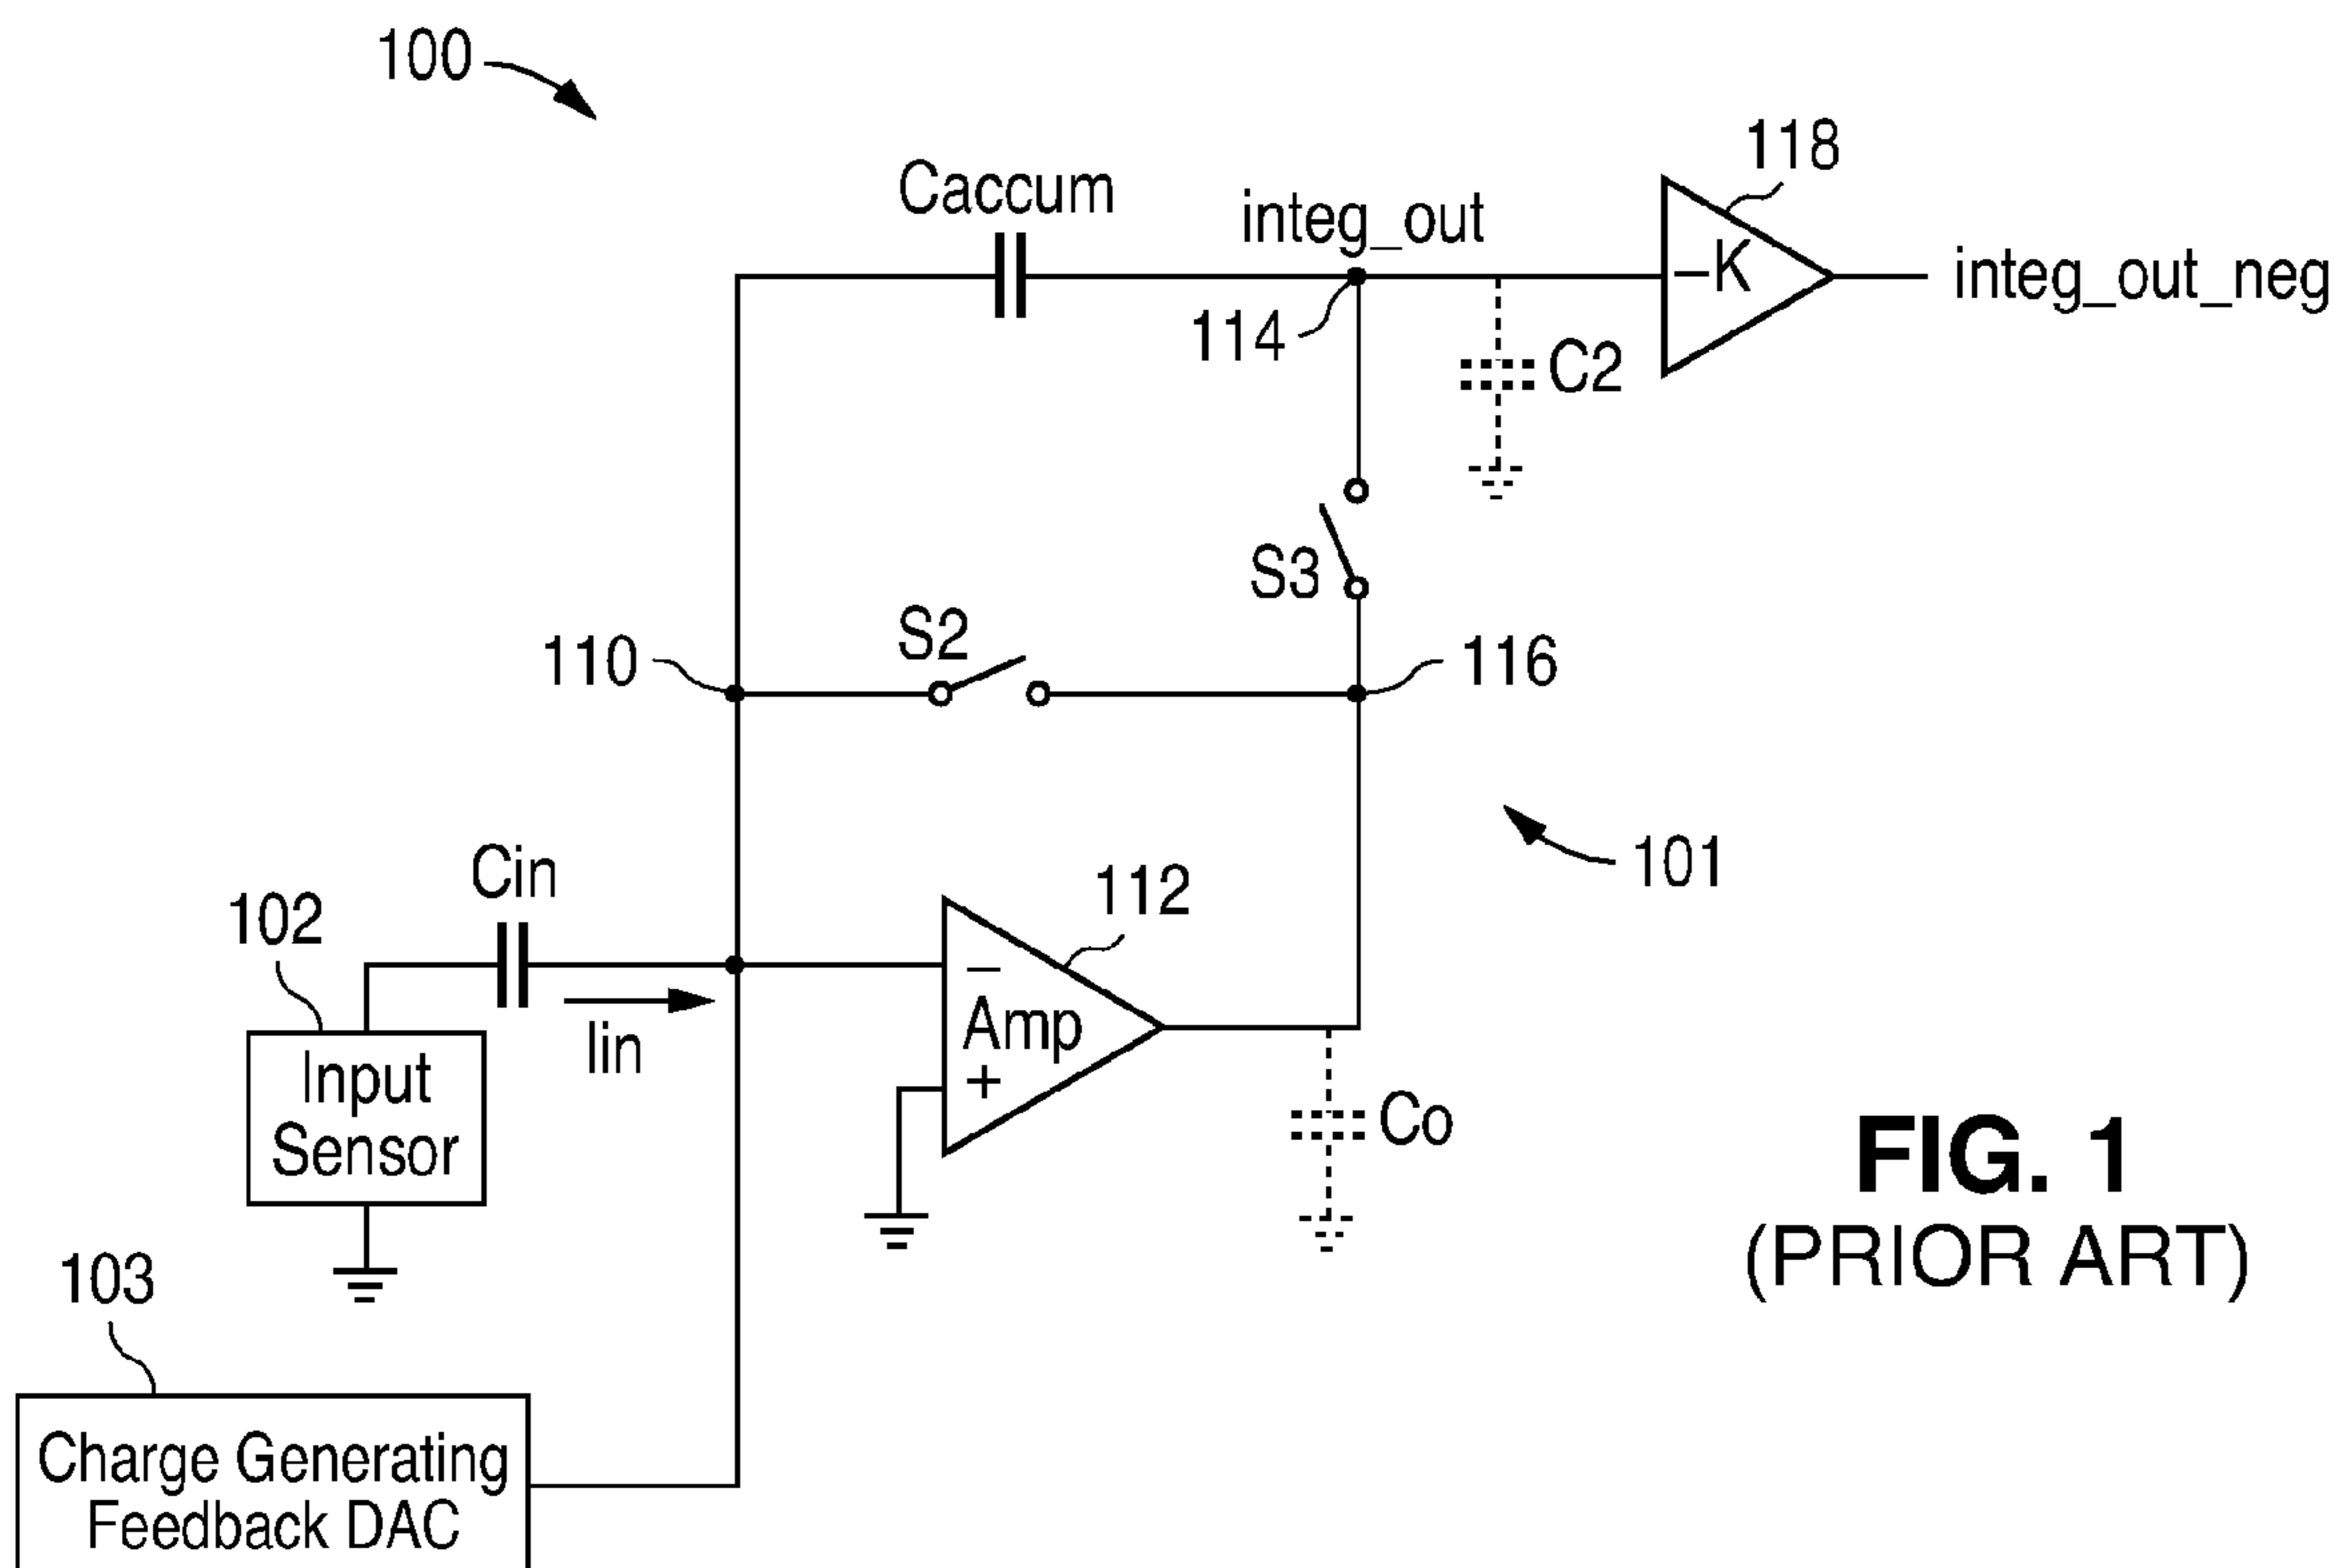 100
118
Caccum
integ_out
–K
integ_out_neg
114
C2
S3
S2
110
116
101
Cin
112
102
–
Amp
+
Iin
Input
Sensor
Co
FIG. 1
(PRIOR ART)
103
Charge Generating
Feedback DAC